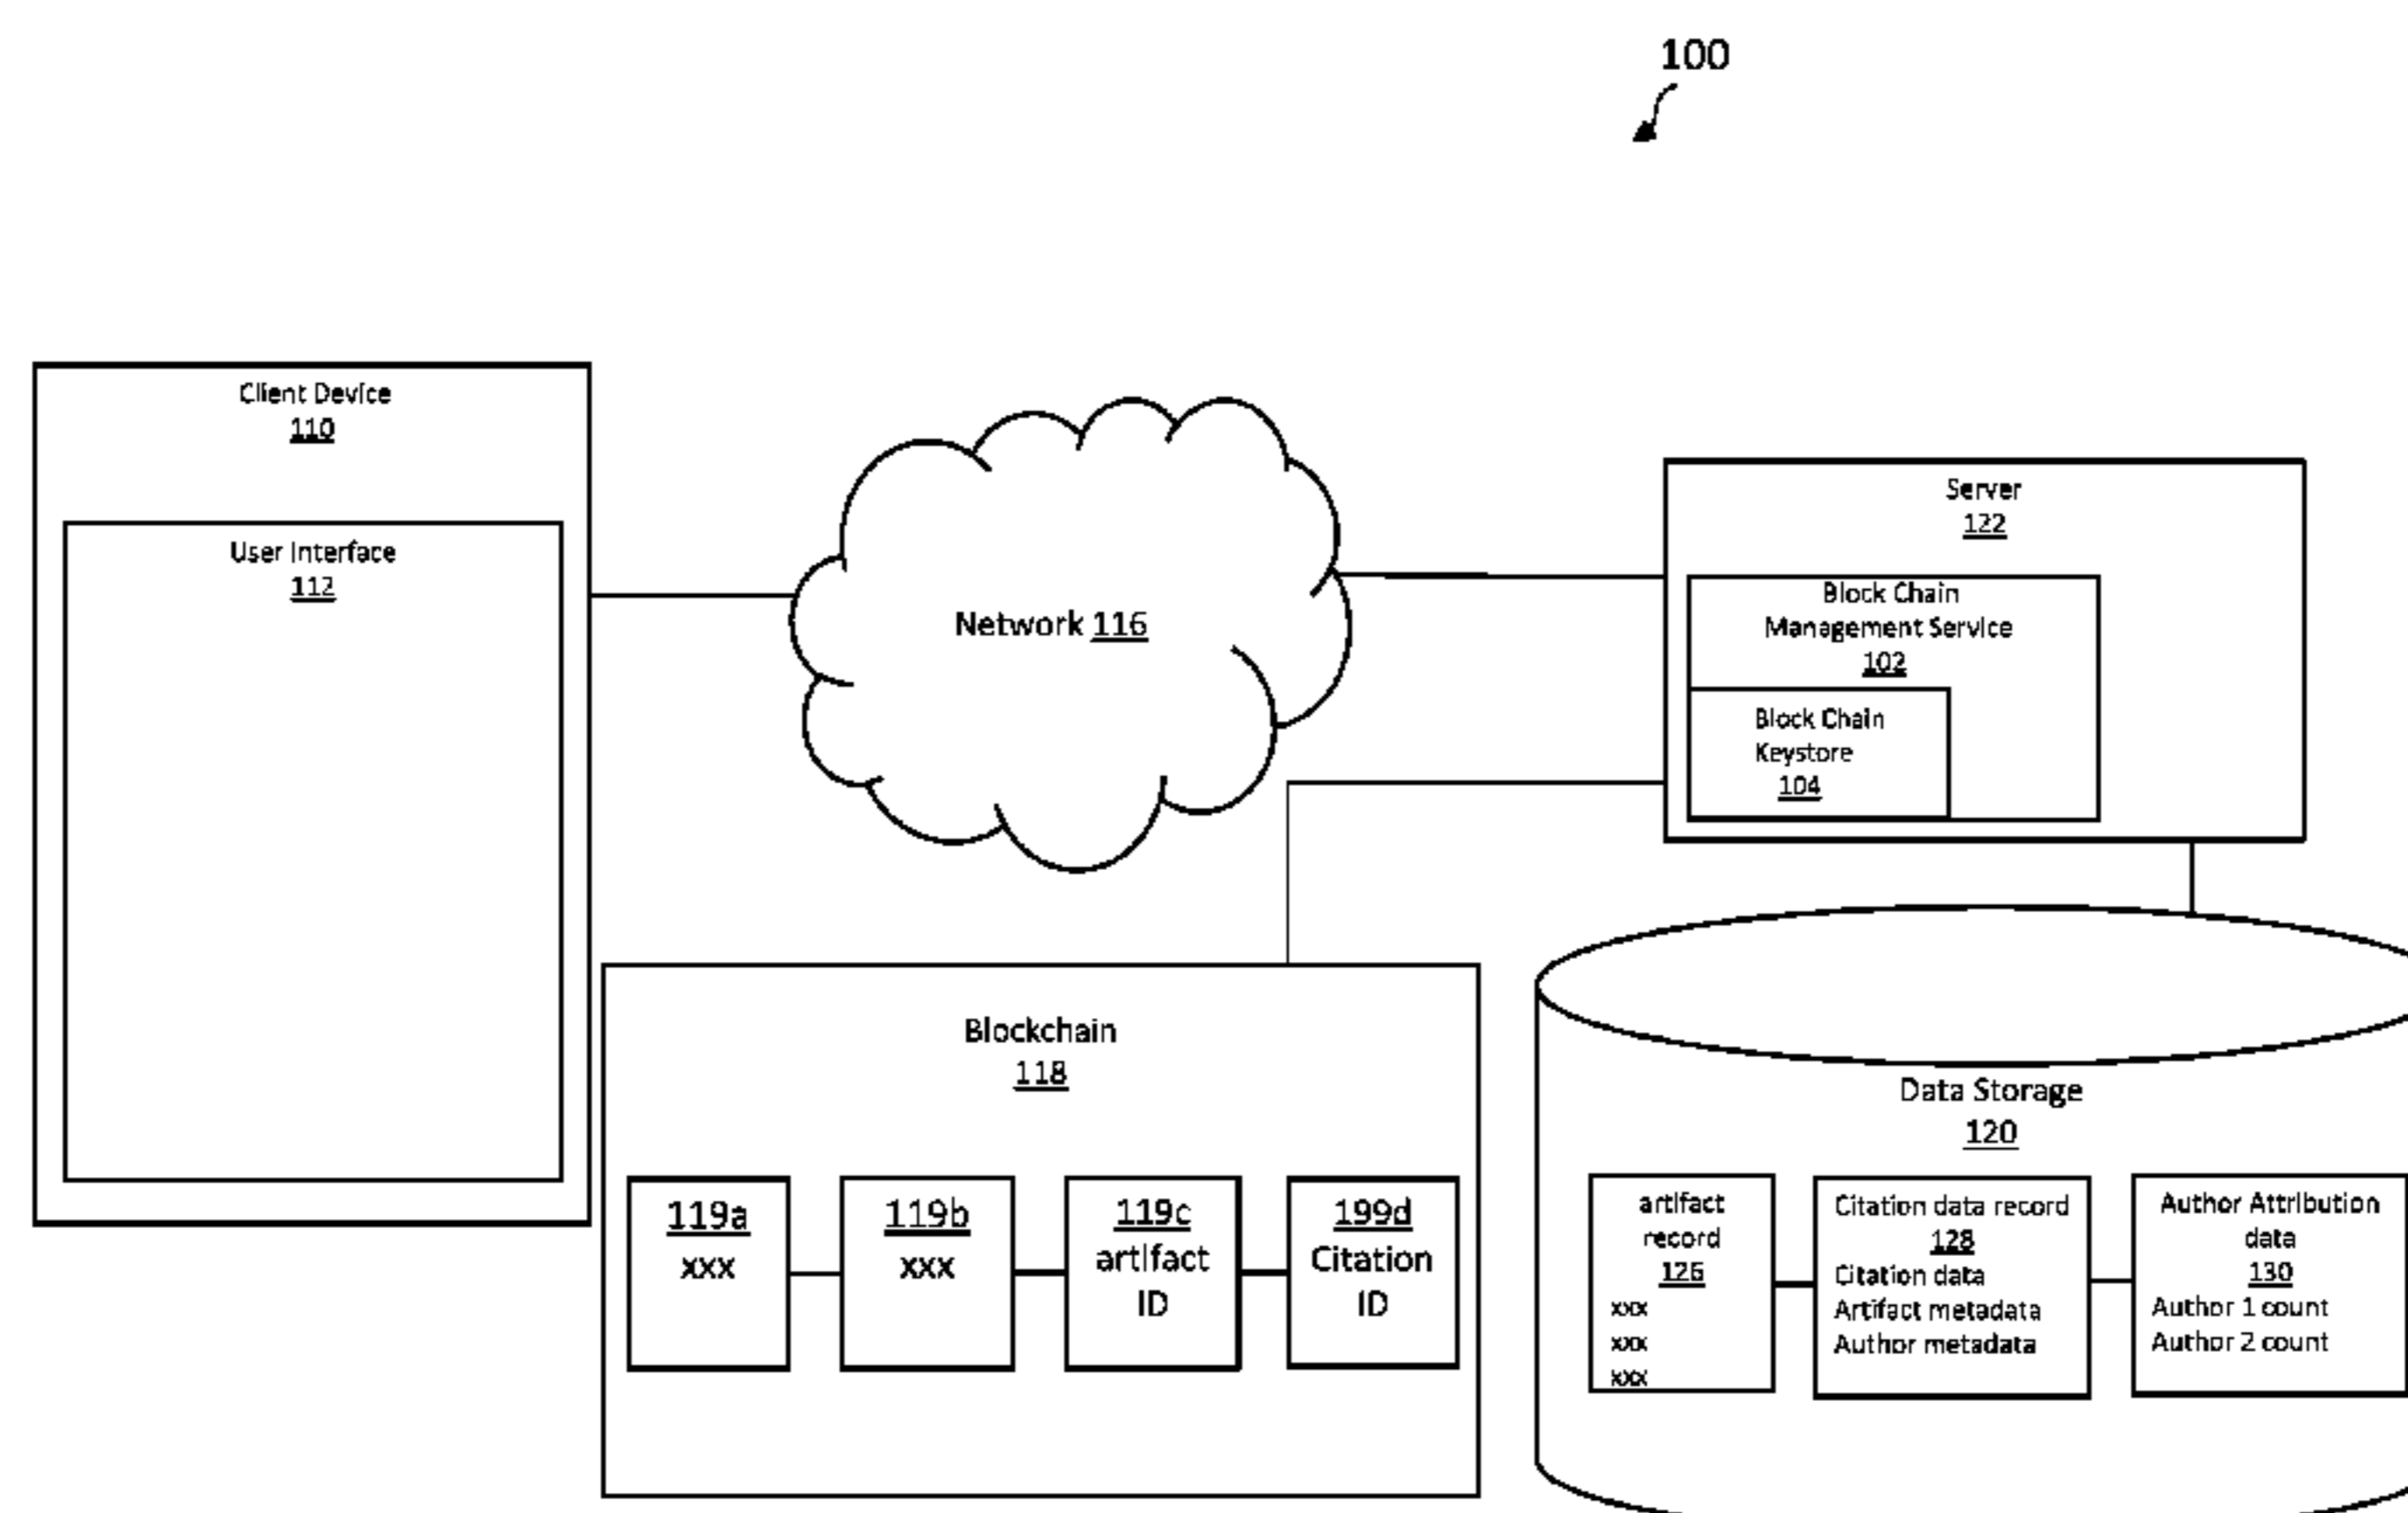 100
Client Device
110
User Interface
112
Network 116
Server
122
Block Chain
Management Service
102
Block Chain
Keystore
104
Blockchain
118
119a
xxx
119b
xxx
119c
artifact
ID
199d
Citation
ID
Data Storage
120
artifact
record
126
xxx
xxx
xxx
Citation data record
128
Citation data
Artifact metadata
Author metadata
Author Attribution
data
130
Author 1 count
Author 2 count